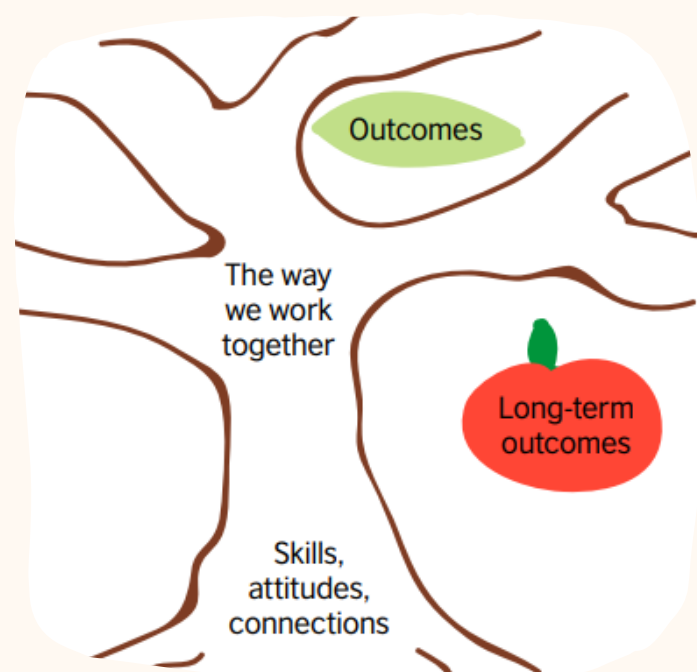 Outcomes
The way
we work
together
Long-term
outcomes
Skills,
attitudes,
connections